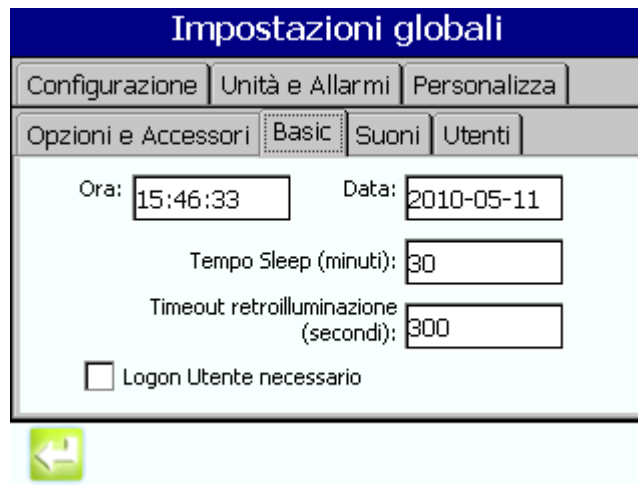 Impostazioni globali
Configurazione Unità e Allarmi Personalizza
Opzioni e Accessori Basic Suoni Utenti
Ora: 15:46:33 Data: 2010-05-11
Tempo Sleep (minuti): 30
Timeout retroilluminazione
(secondi): 300
Logon Utente necessario